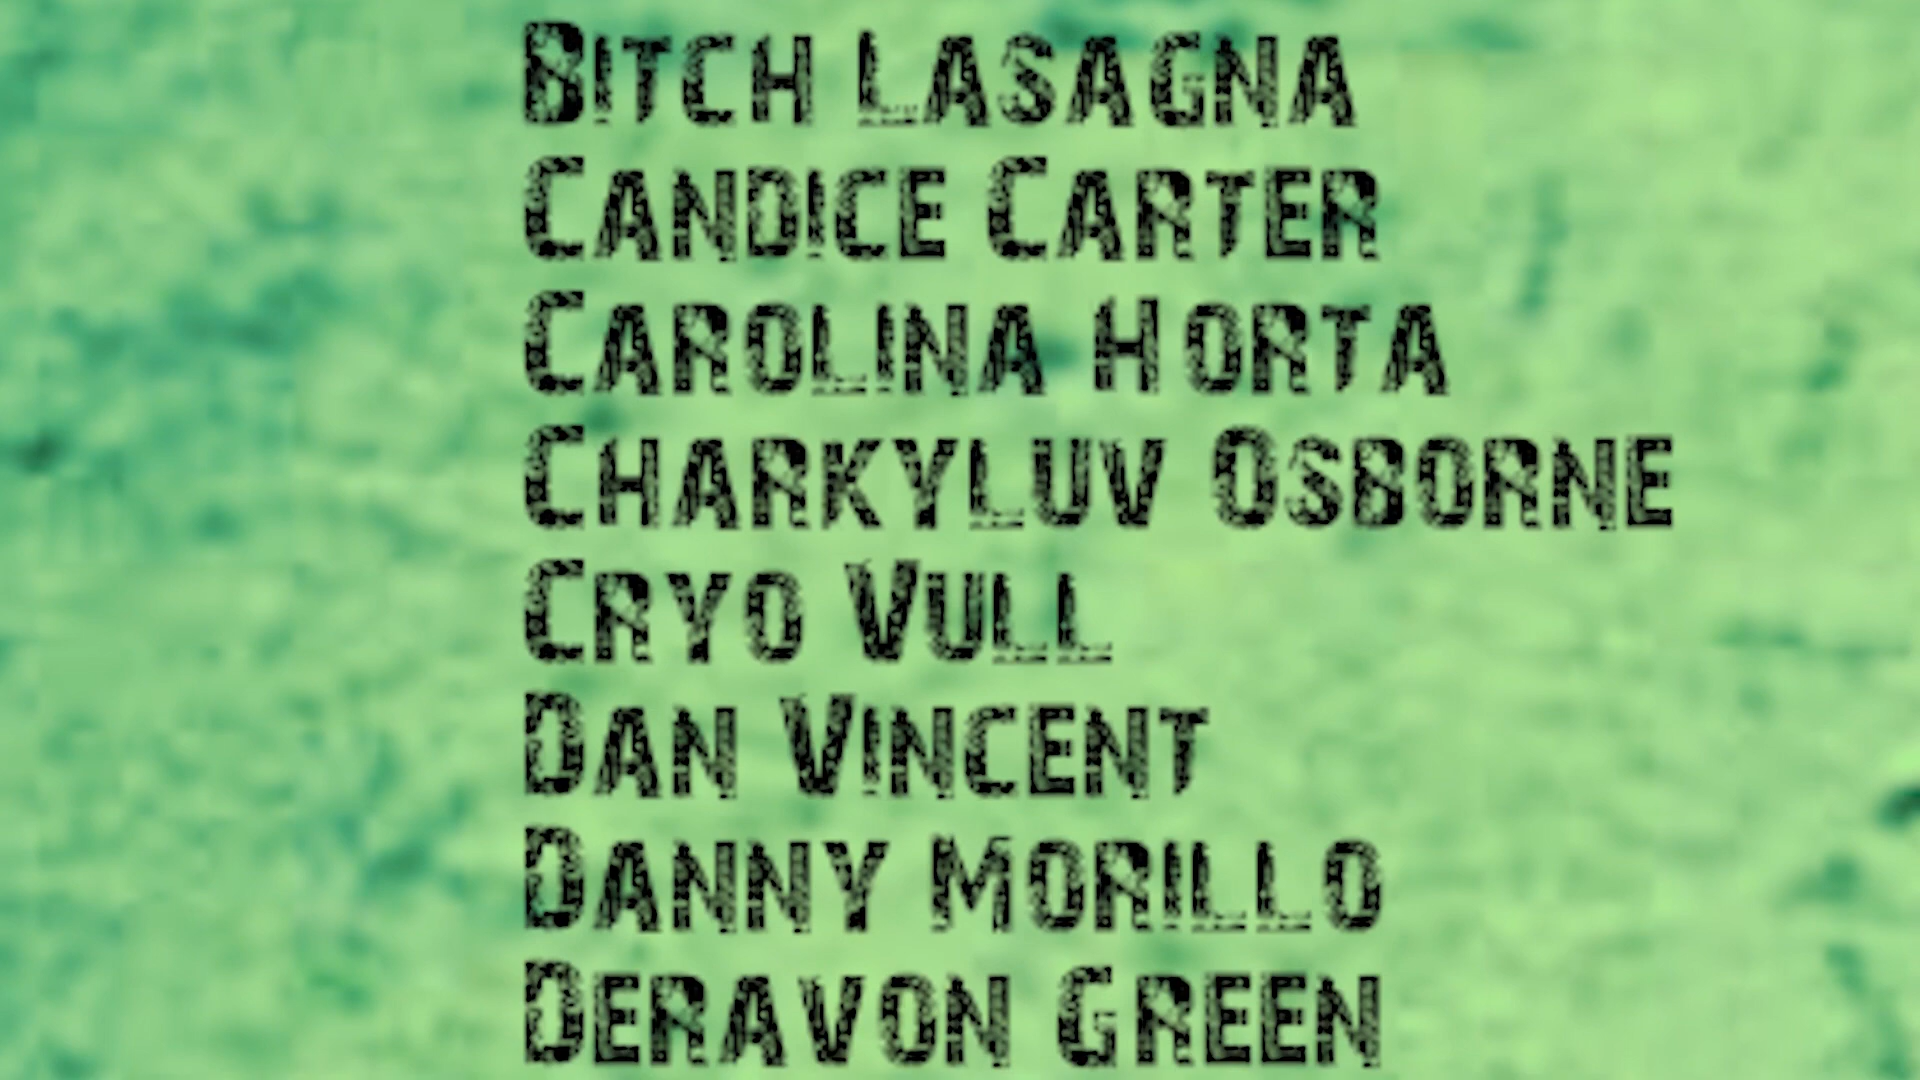 Bitch Lasagna
Candice Carter
Carolina Horta
Charkyluv Osborne
Cryo Vull
Dan Vincent
Danny Morillo
Deravon Green